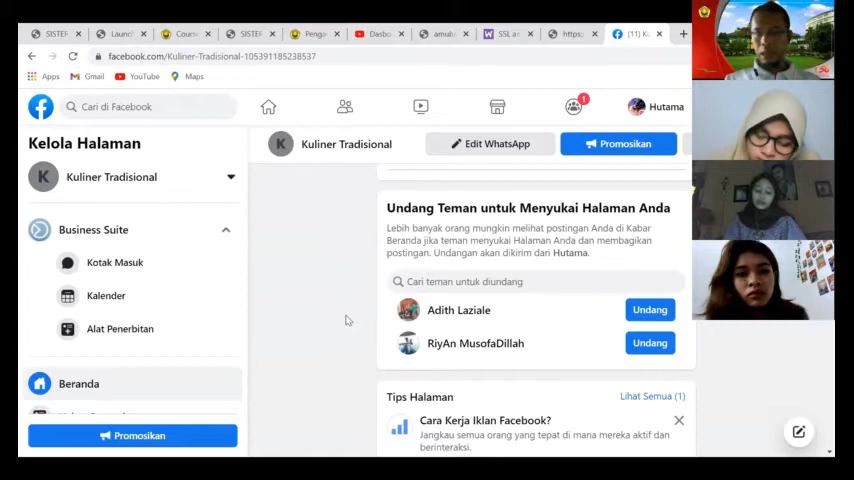 SISTER
Launc
Cours
SISTER
Penga
Dasbo
amub
SSL an
https:
(11) Ku
facebook.com/Kuliner-Tradisional-105391185238537
Apps
Gmail
YouTube
Maps
Cari di Facebook
1
Hutama
Kelola Halaman
K
Kuliner Tradisional
Edit WhatsApp
Promosikan
K
Kuliner Tradisional
Business Suite
Kotak Masuk
Kalender
Alat Penerbitan
Beranda
Promosikan
Undang Teman untuk Menyukai Halaman Anda
Lebih banyak orang mungkin melihat postingan Anda di Kabar
Beranda jika teman menyukai Halaman Anda dan membagikan
postingan. Undangan akan dikirim dari Hutama.
Cari teman untuk diundang
Adith Laziale
Undang
RiyAn MusofaDillah
Undang
Tips Halaman
Lihat Semua (1)
Cara Kerja Iklan Facebook?
Jangkau semua orang yang tepat di mana mereka aktif dan
berinteraksi.